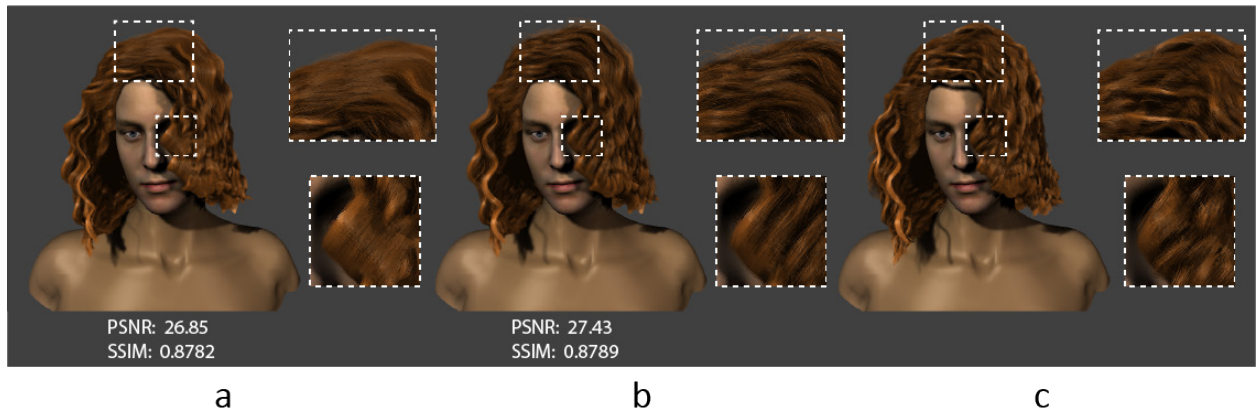 PSNR: 26.85
SSIM: 0.8782
PSNR: 27.43
SSIM: 0.8789
a
b
c